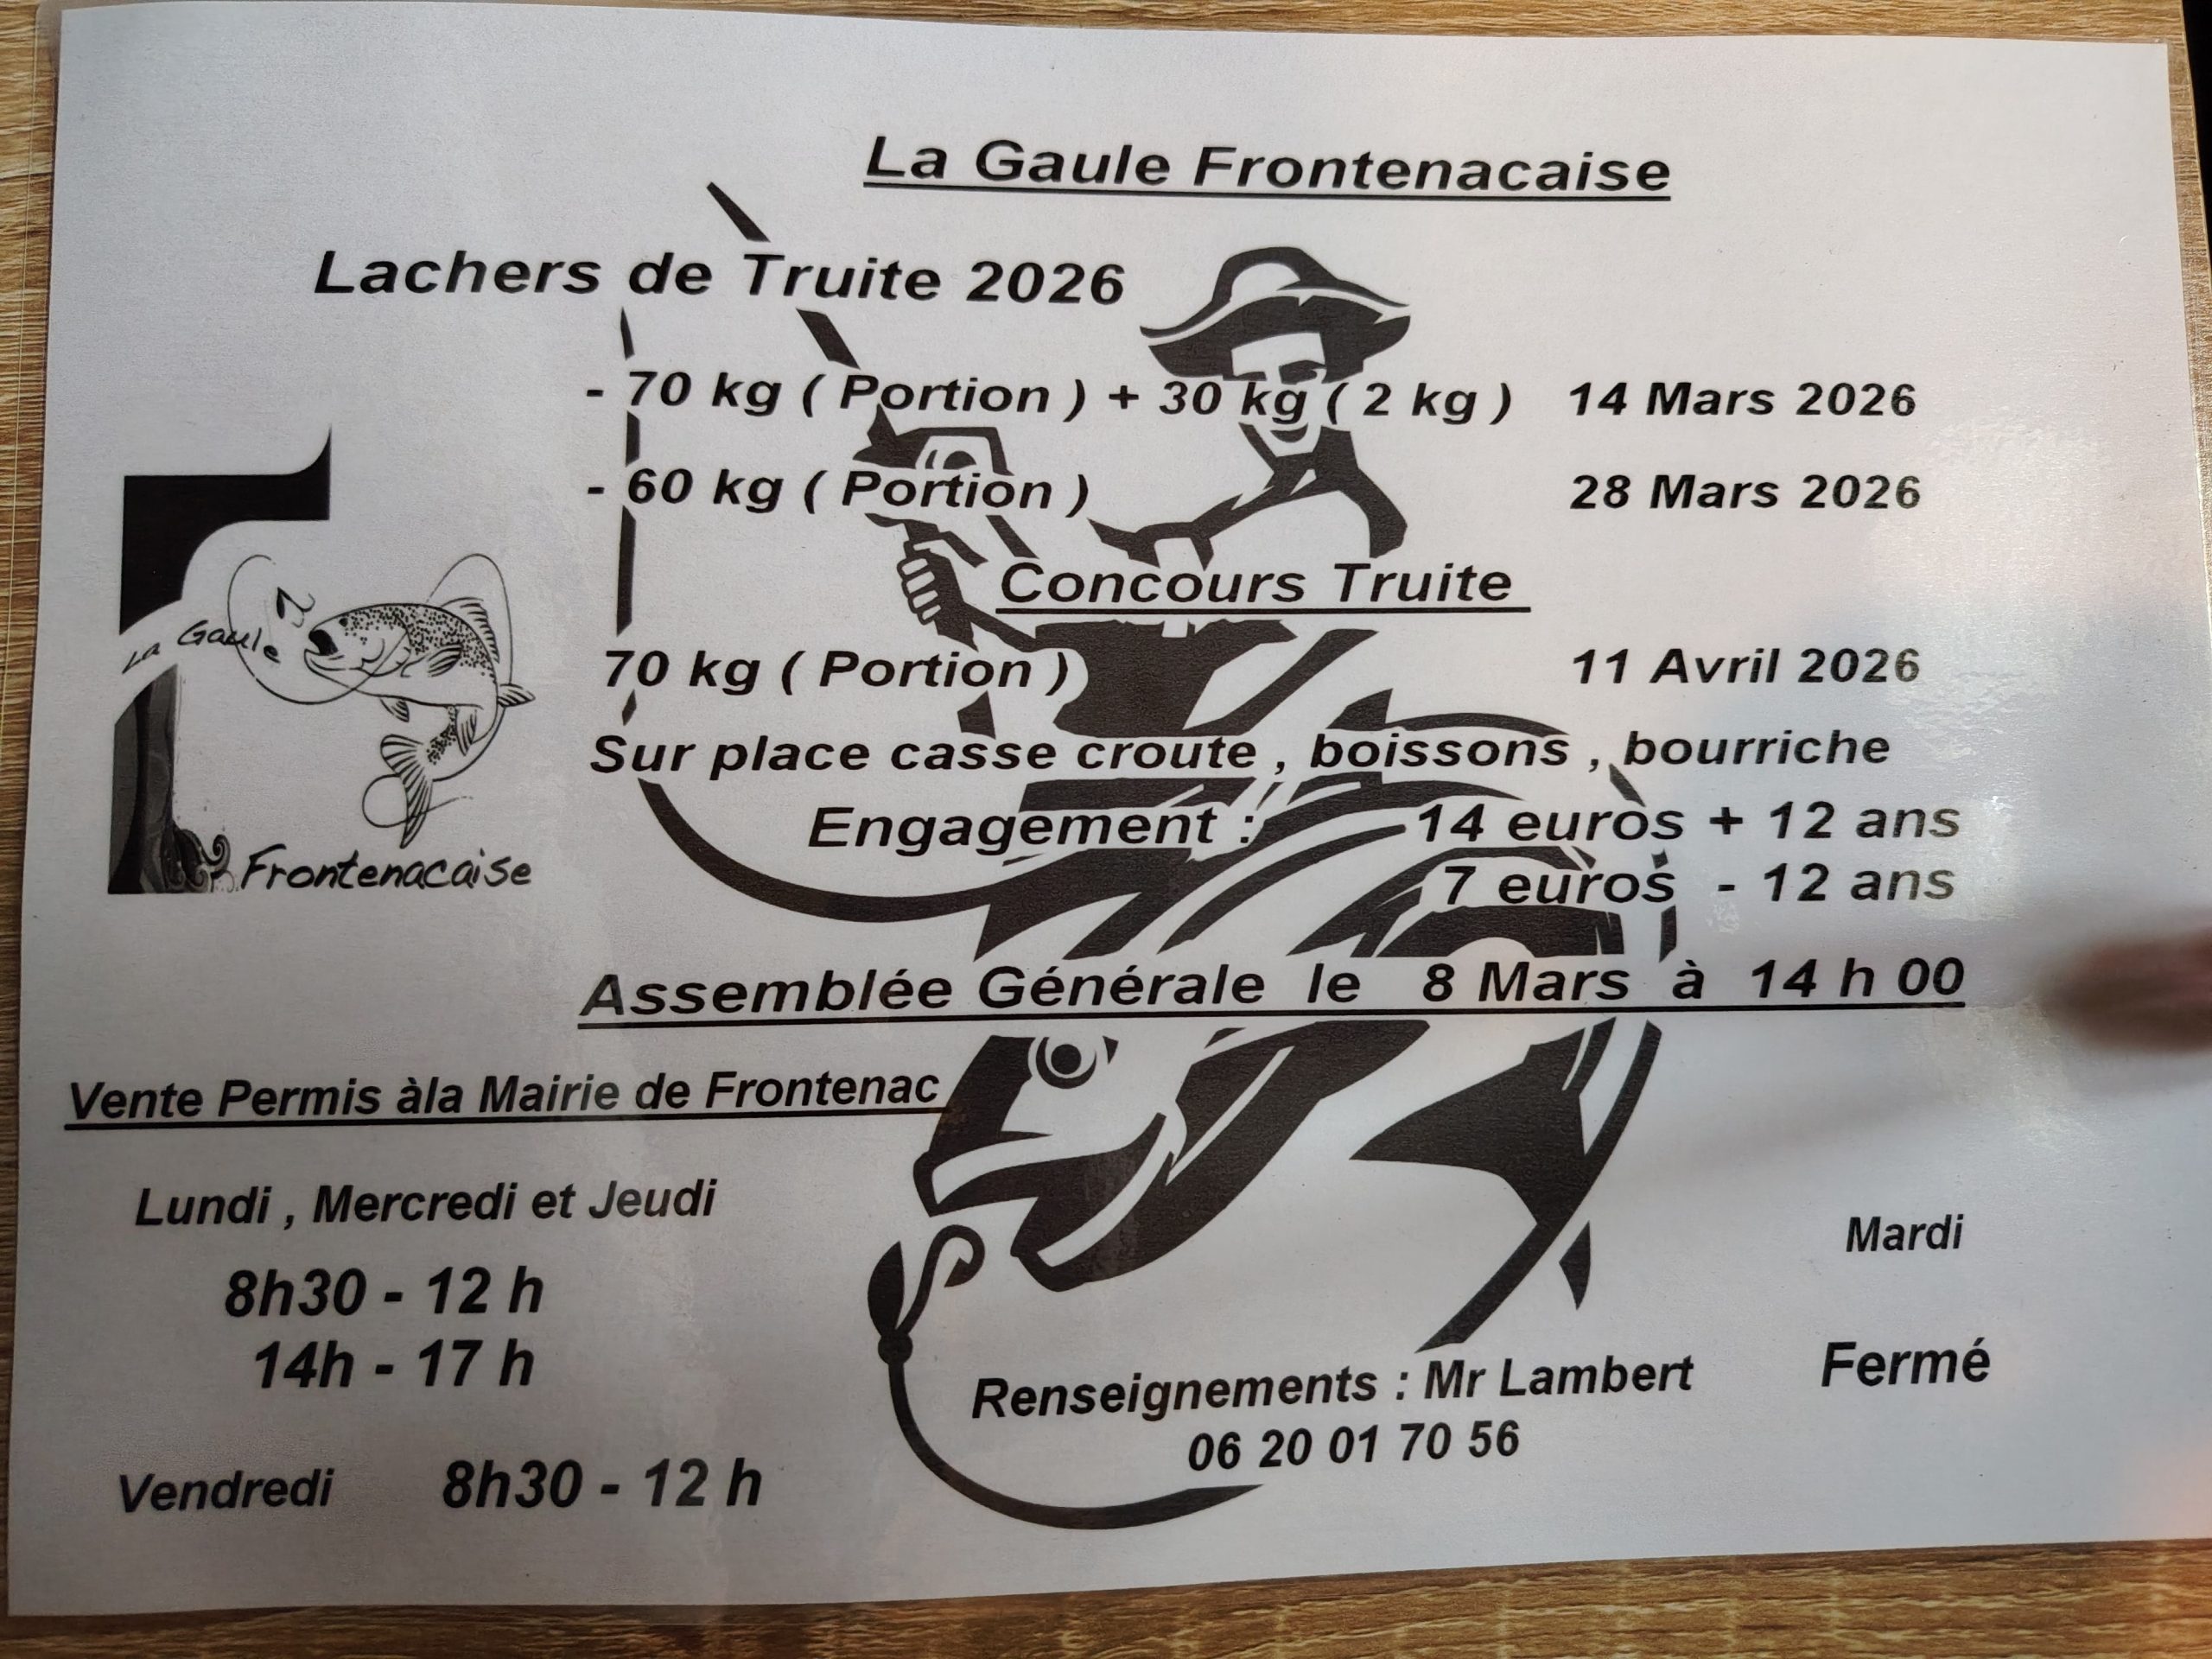 La Gaule Frontenacaise
Lachers de Truite 2026
- 70 kg ( Portion ) + 30 kg ( 2 kg ) 14 Mars 2026
- 60 kg ( Portion ) 28 Mars 2026
Concours Truite
70 kg ( Portion ) 11 Avril 2026
Sur place casse croute , boissons , bourriche
Engagement : 14 euros + 12 ans
7 euros - 12 ans
La Gaule
Frontenacaise
Assemblée Générale le 8 Mars à 14 h 00
Vente Permis àla Mairie de Frontenac
Lundi , Mercredi et Jeudi
8h30 - 12 h
14h - 17 h
Vendredi 8h30 - 12 h
Mardi
Fermé
Renseignements : Mr Lambert
06 20 01 70 56